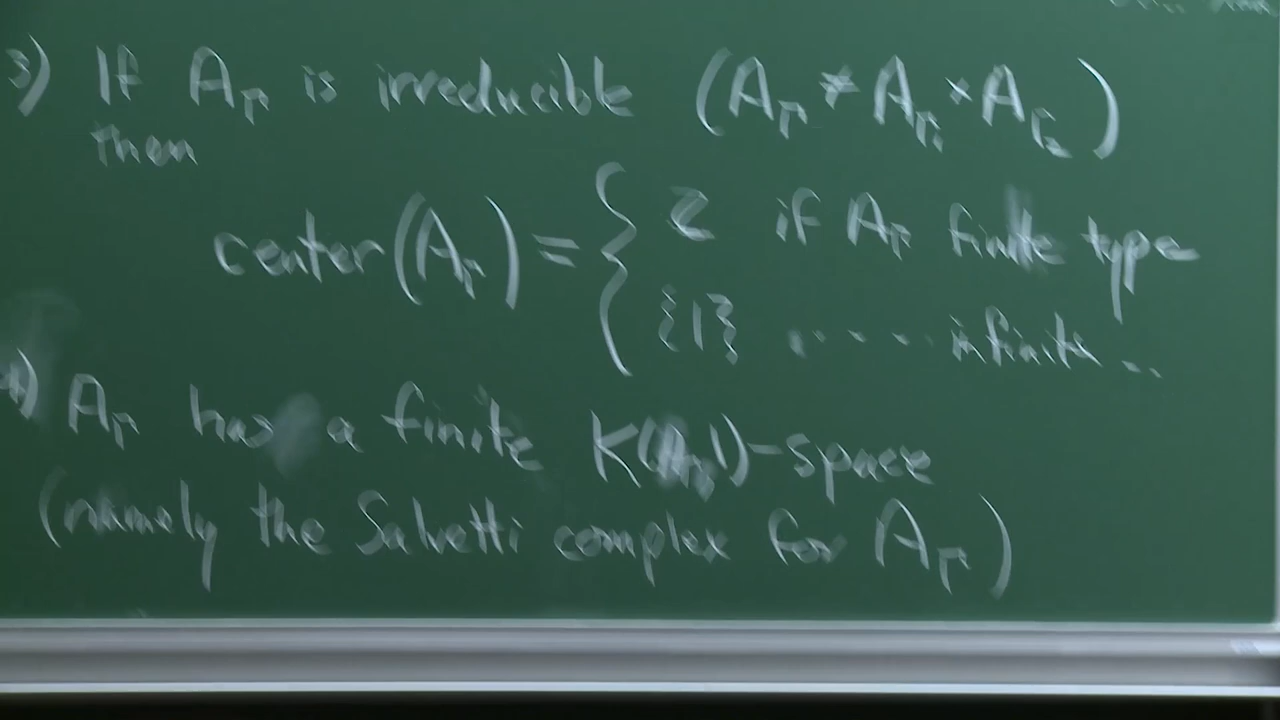 3) If A_Γ is irreducible (A_Γ ≠ A_Γ₁ × A_Γ₂)
then
center(A_Γ) = { ℤ if A_Γ finite type
{1} ..... infinite ...
4) A_Γ has a finite K(A_Γ,1)-space
(namely the Salvetti complex for A_Γ)